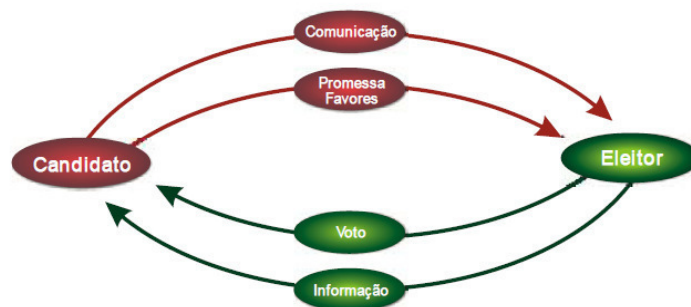 Comunicação
Promessa
Favores
Candidato
Eleitor
Voto
Informação